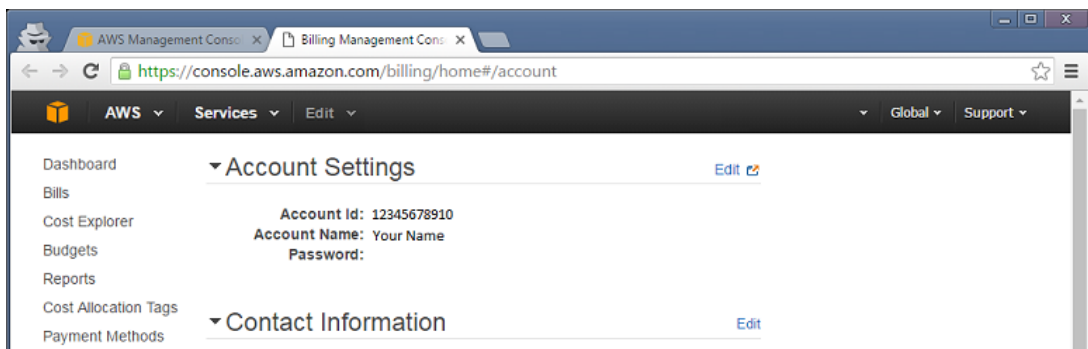 AWS Management Conso
Billing Management Cons
https://console.aws.amazon.com/billing/home#/account
AWS Services Edit Global Support
Dashboard
Bills
Cost Explorer
Budgets
Reports
Cost Allocation Tags
Payment Methods
Account Settings Edit
Account Id: 12345678910
Account Name: Your Name
Password:
Contact Information Edit